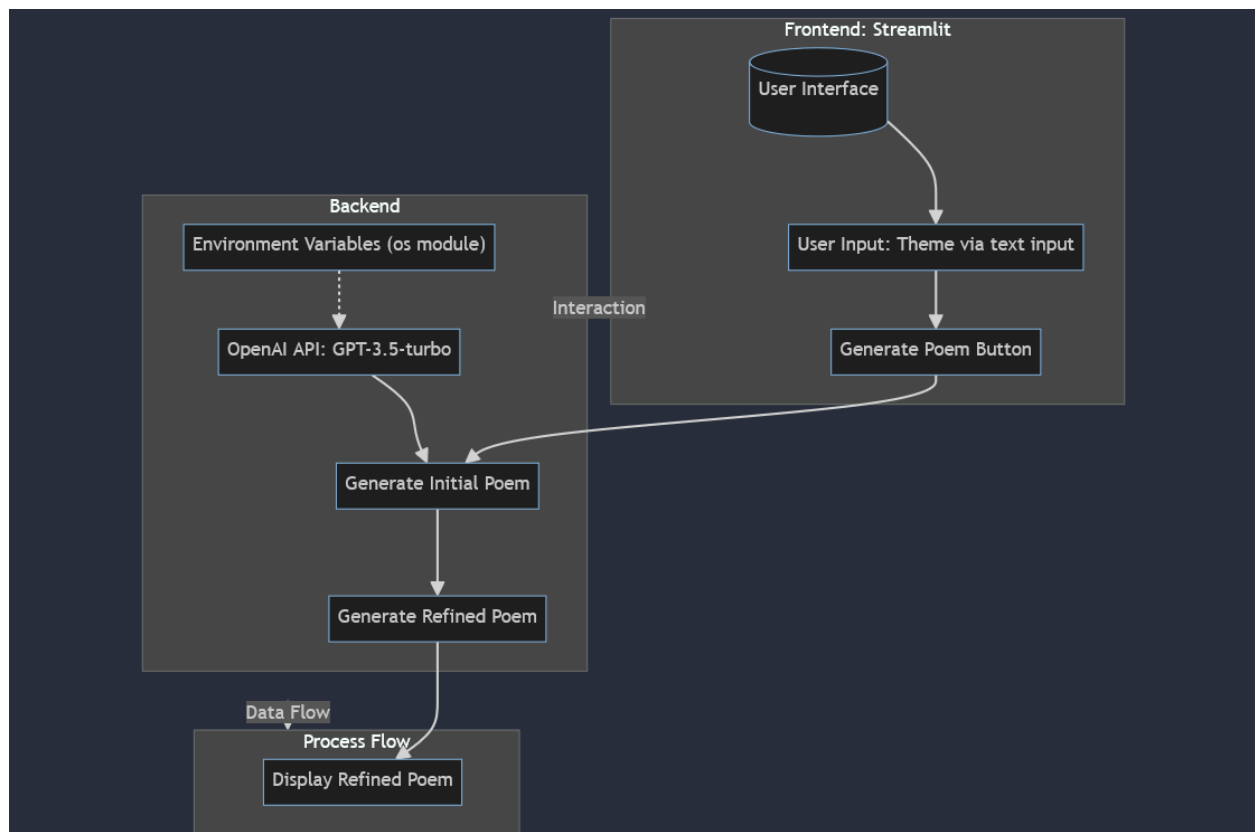 Frontend: Streamlit
User Interface
Backend
Environment Variables (os module)
User Input: Theme via text input
Interaction
OpenAI API: GPT-3.5-turbo
Generate Poem Button
Generate Initial Poem
Generate Refined Poem
Data Flow
Process Flow
Display Refined Poem